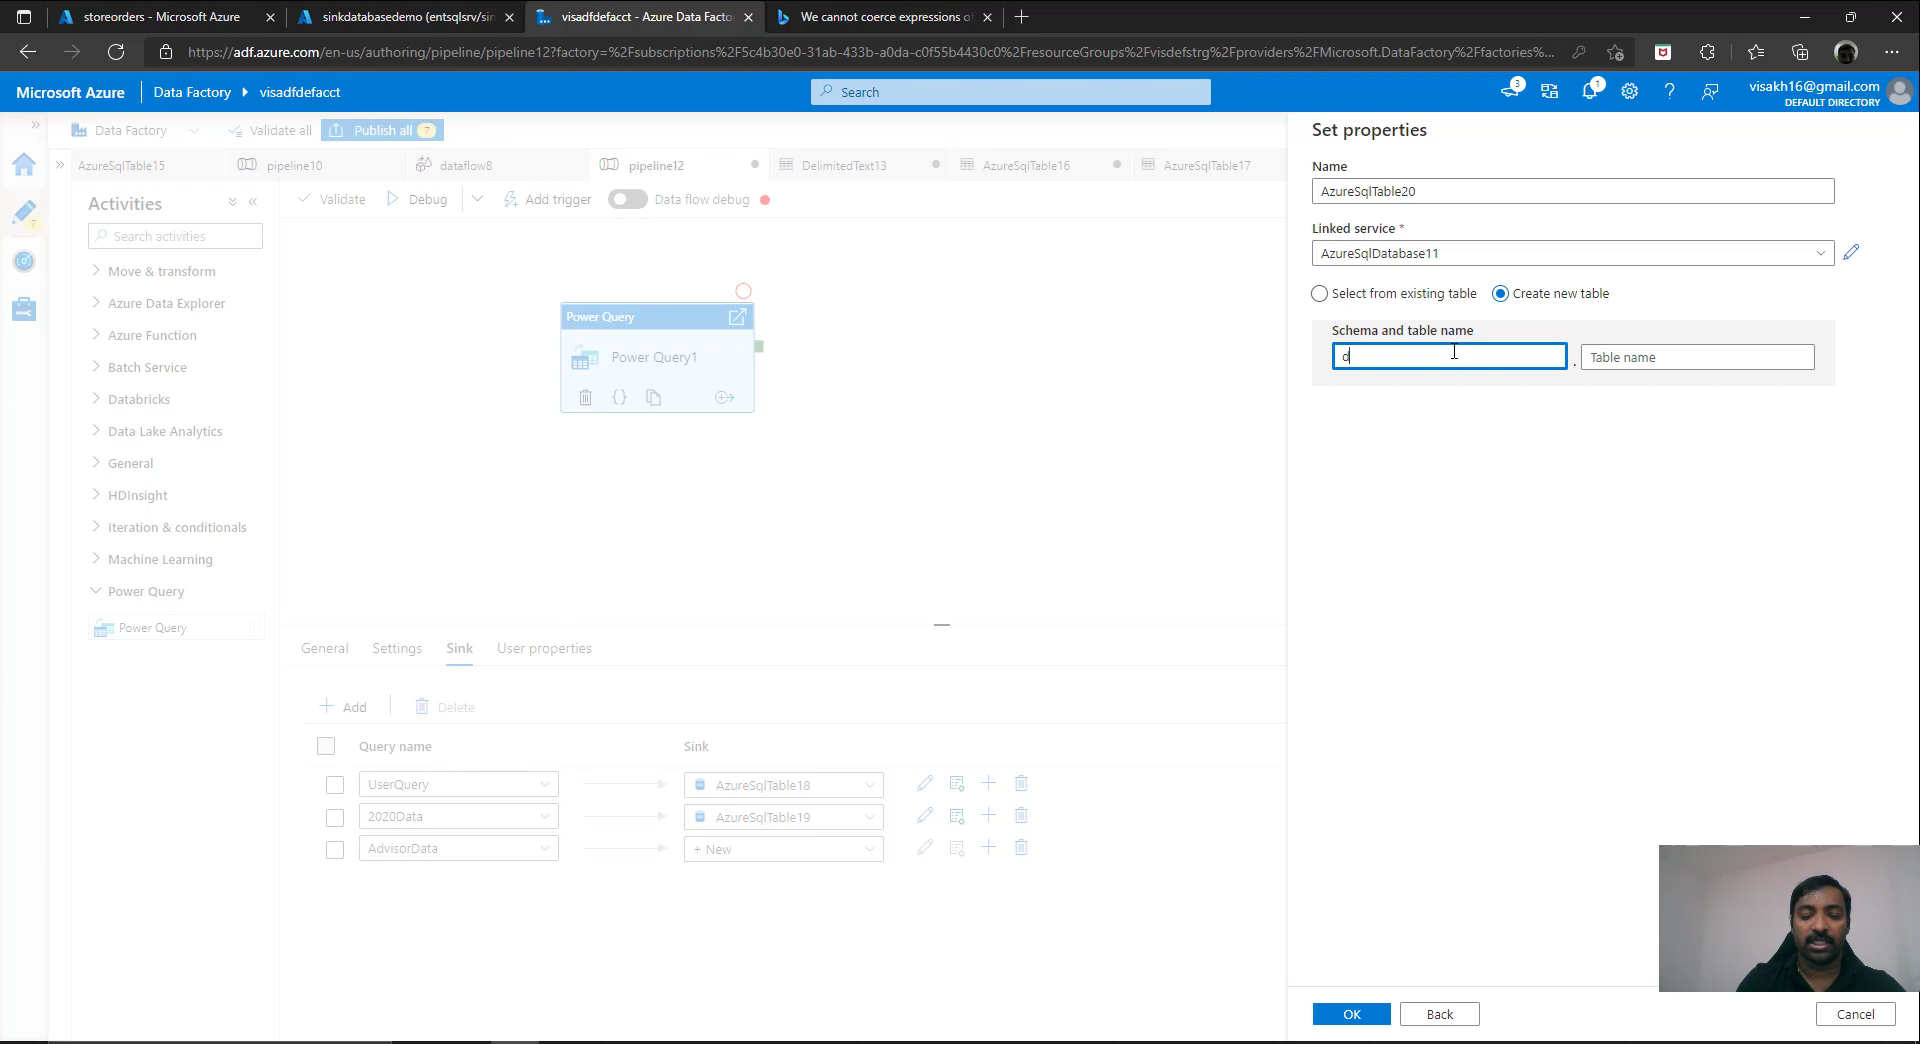 storeorders - Microsoft Azure
sinkdatabasedemo (entsqlsrv/sin
visadfdefacct - Azure Data Facto
We cannot coerce expressions of
https://adf.azure.com/en-us/authoring/pipeline/pipeline12?factory=%2Fsubscriptions%2F5c4b30e0-31ab-433b-a0da-c0f55b4430c0%2FresourceGroups%2Fvisdefstrg%2Fproviders%2FMicrosoft.DataFactory%2Ffactories%...
Microsoft Azure
Data Factory
visadfdefacct
Search
3
1
visakh16@gmail.com
DEFAULT DIRECTORY
Data Factory
Validate all
Publish all
7
AzureSqlTable15
pipeline10
dataflow8
pipeline12
DelimitedText13
AzureSqlTable16
AzureSqlTable17
7
Activities
Search activities
Move & transform
Azure Data Explorer
Azure Function
Batch Service
Databricks
Data Lake Analytics
General
HDInsight
Iteration & conditionals
Machine Learning
Power Query
Power Query
Validate
Debug
Add trigger
Data flow debug
Power Query
Power Query1
{}
General
Settings
Sink
User properties
Add
Delete
Query name
Sink
UserQuery
AzureSqlTable18
2020Data
AzureSqlTable19
AdvisorData
+ New
Set properties
Name
AzureSqlTable20
Linked service *
AzureSqlDatabase11
Select from existing table
Create new table
Schema and table name
d
.
Table name
OK
Back
Cancel